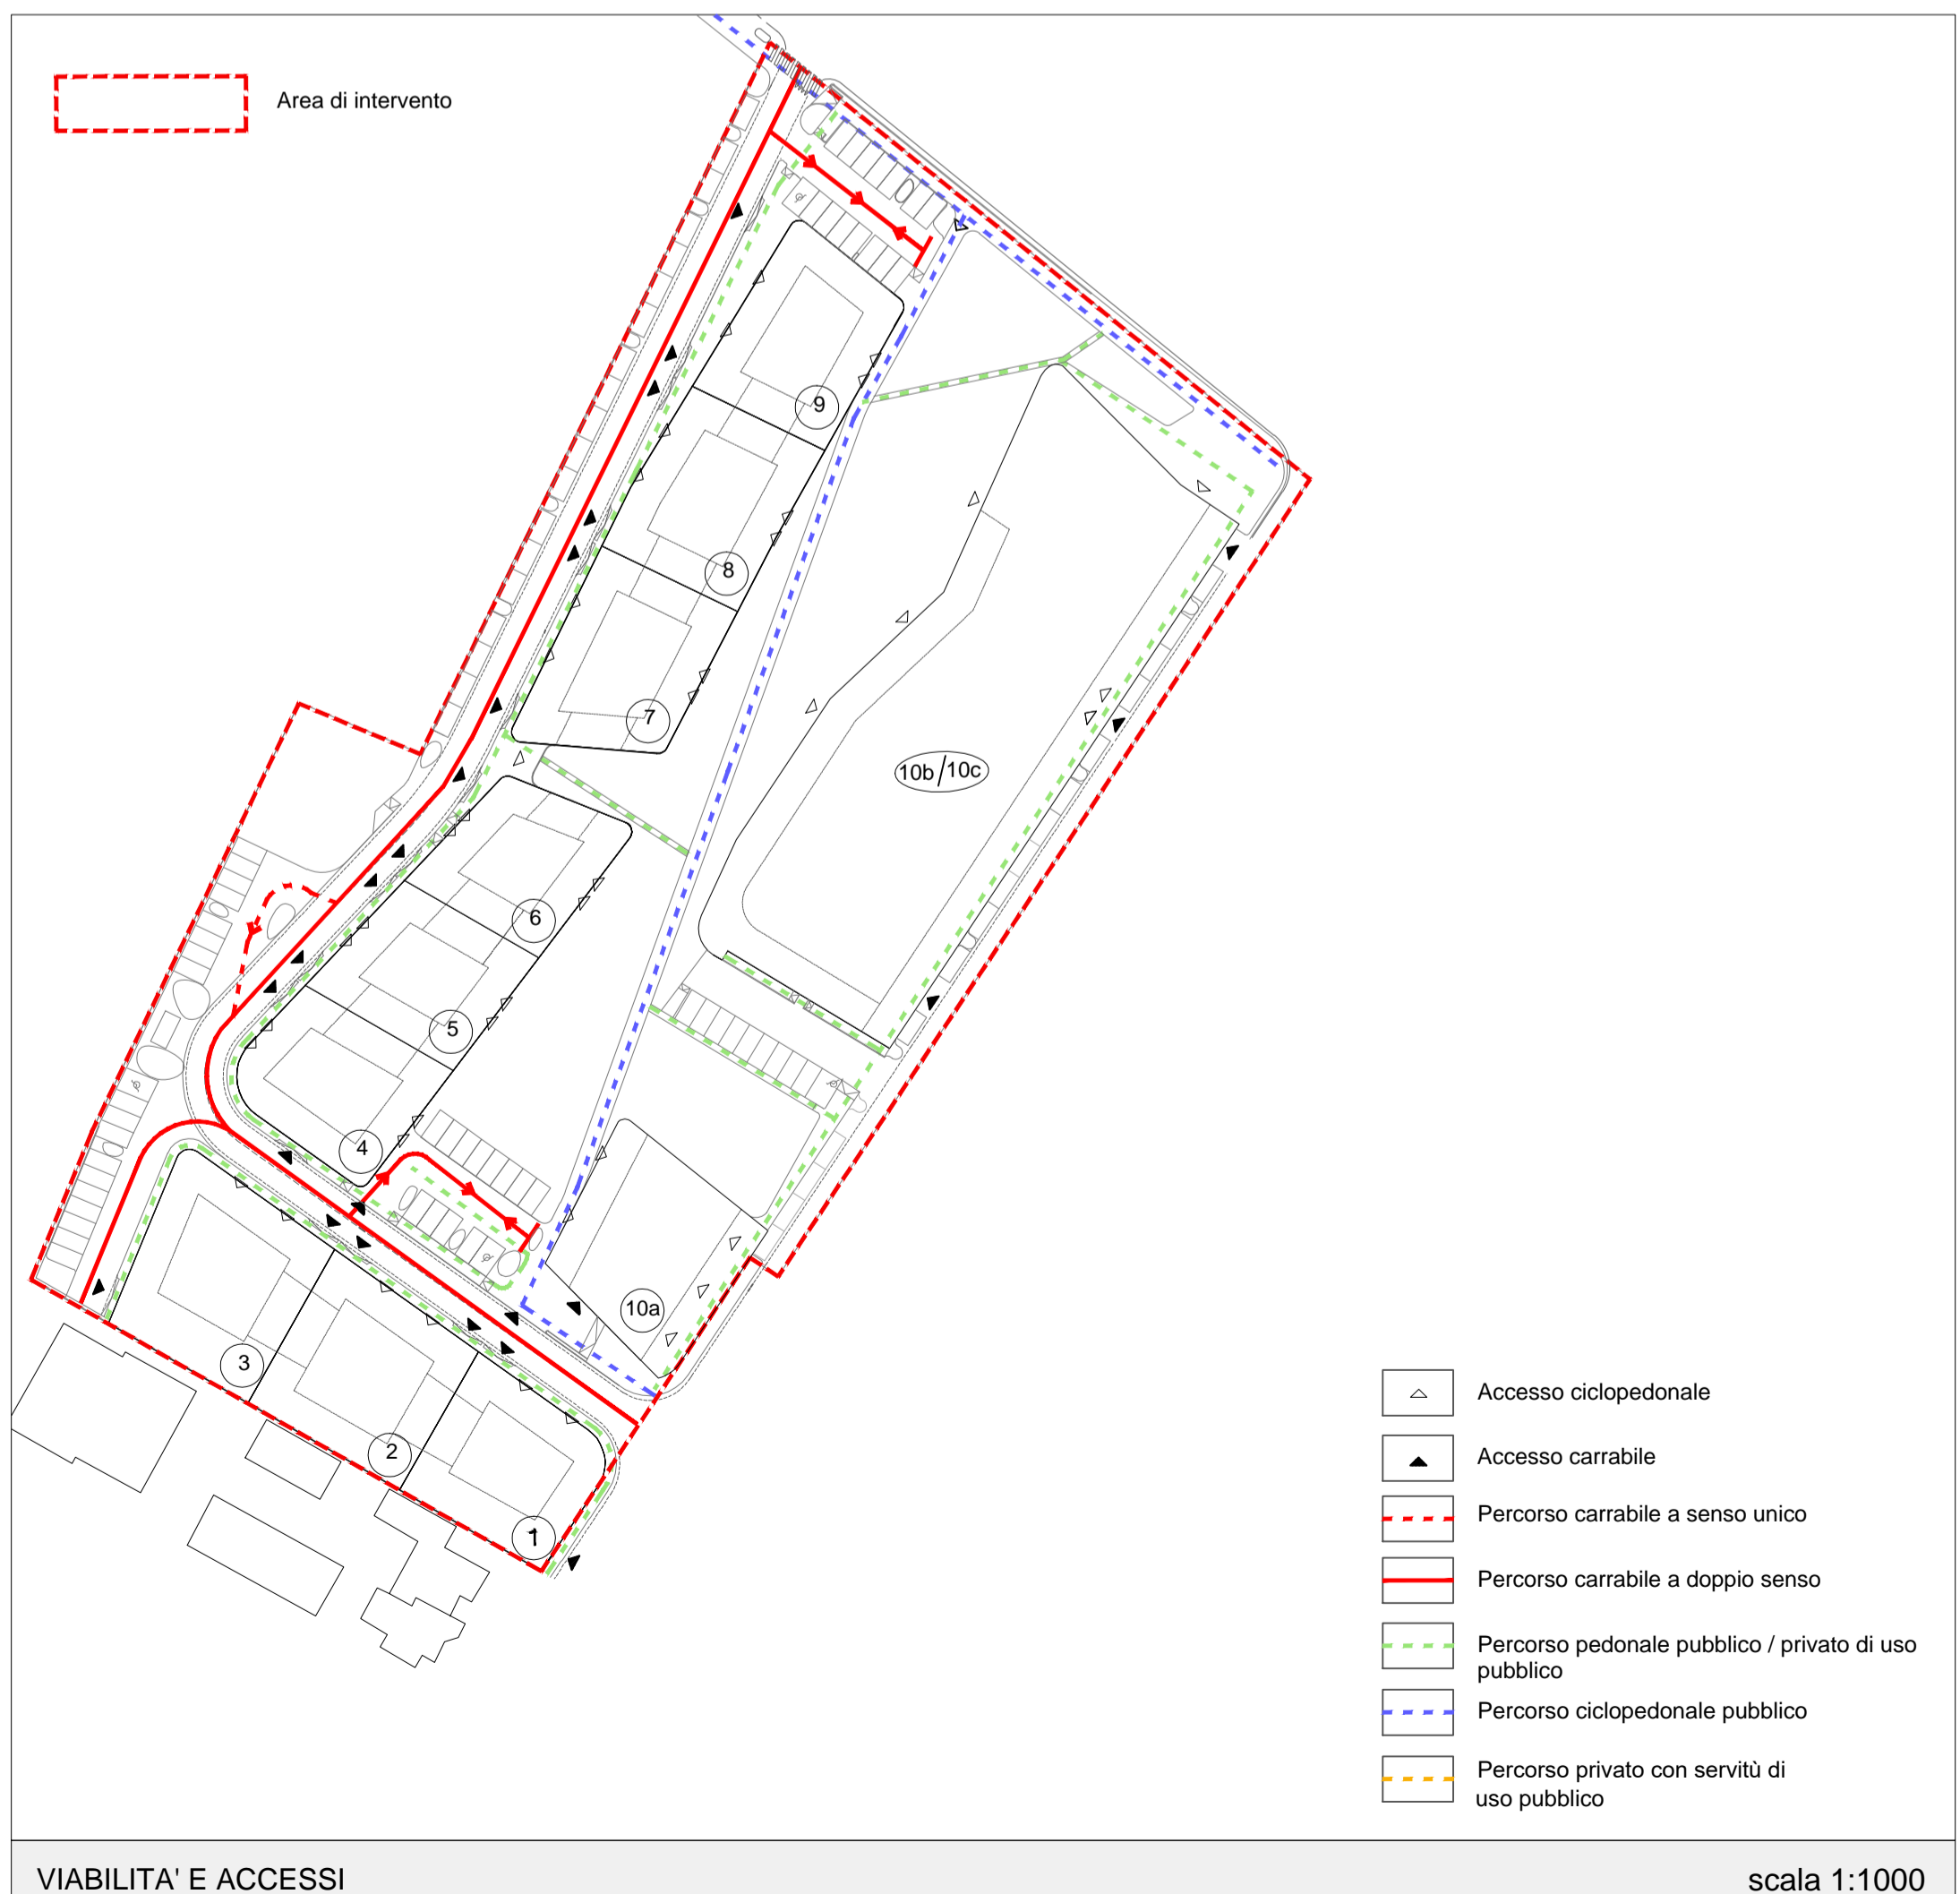 Area di intervento
9
8
7
10b/10c
6
5
4
10a
3
2
1
Accesso ciclopedonale
Accesso carrabile
Percorso carrabile a senso unico
Percorso carrabile a doppio senso
Percorso pedonale pubblico / privato di uso
pubblico
Percorso ciclopedonale pubblico
Percorso privato con servitù di
uso pubblico
VIABILITA' E ACCESSI
scala 1:1000